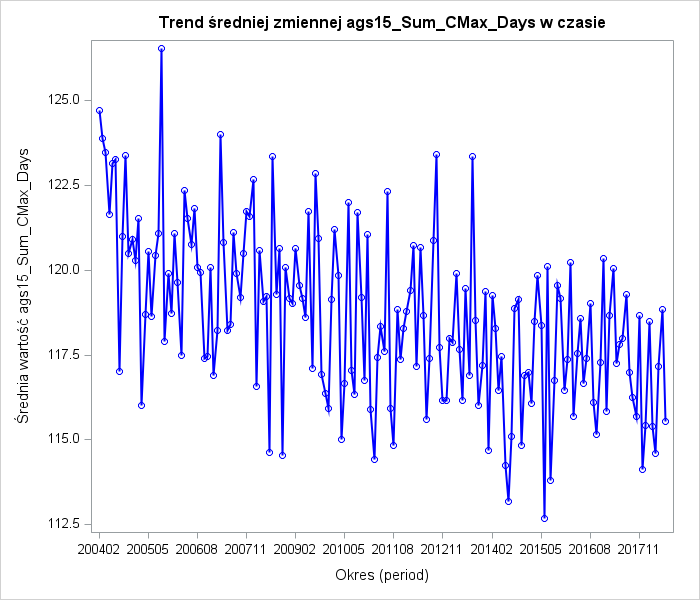 Trend średniej zmiennej ags15_Sum_CMax_Days w czasie
Średnia wartość ags15_Sum_CMax_Days
125.0
122.5
120.0
117.5
115.0
112.5
200402 200505 200608 200711 200902 201005 201108 201211 201402 201505 201608 201711
Okres (period)